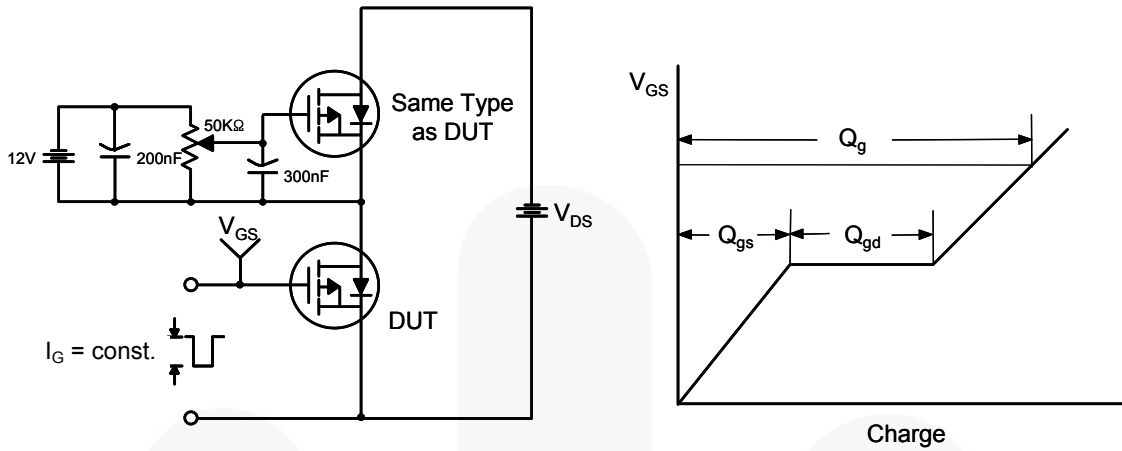 Same Type
as DUT
50KΩ
12V
200nF
300nF
V_GS
V_DS
DUT
I_G = const.
V_GS
Q_g
Q_gs
Q_gd
Charge